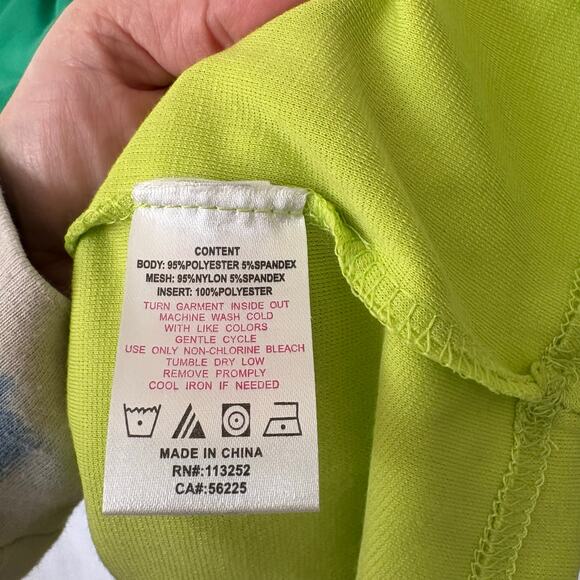 CONTENT
BODY: 95%POLYESTER 5%SPANDEX
MESH: 95%NYLON 5%SPANDEX
INSERT: 100%POLYESTER
TURN GARMENT INSIDE OUT
MACHINE WASH COLD
WITH LIKE COLORS
GENTLE CYCLE
USE ONLY NON-CHLORINE BLEACH
TUMBLE DRY LOW
REMOVE PROMPLY
COOL IRON IF NEEDED
MADE IN CHINA
RN#:113252
CA#:56225